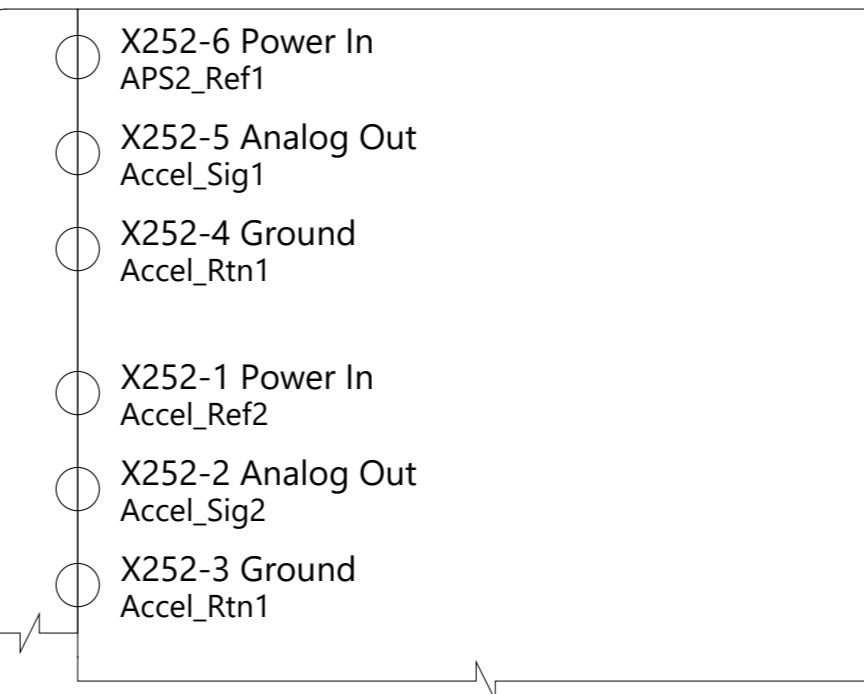 X252-6 Power In
APS2_Ref1
X252-5 Analog Out
Accel_Sig1
X252-4 Ground
Accel_Rtn1
X252-1 Power In
Accel_Ref2
X252-2 Analog Out
Accel_Sig2
X252-3 Ground
Accel_Rtn1